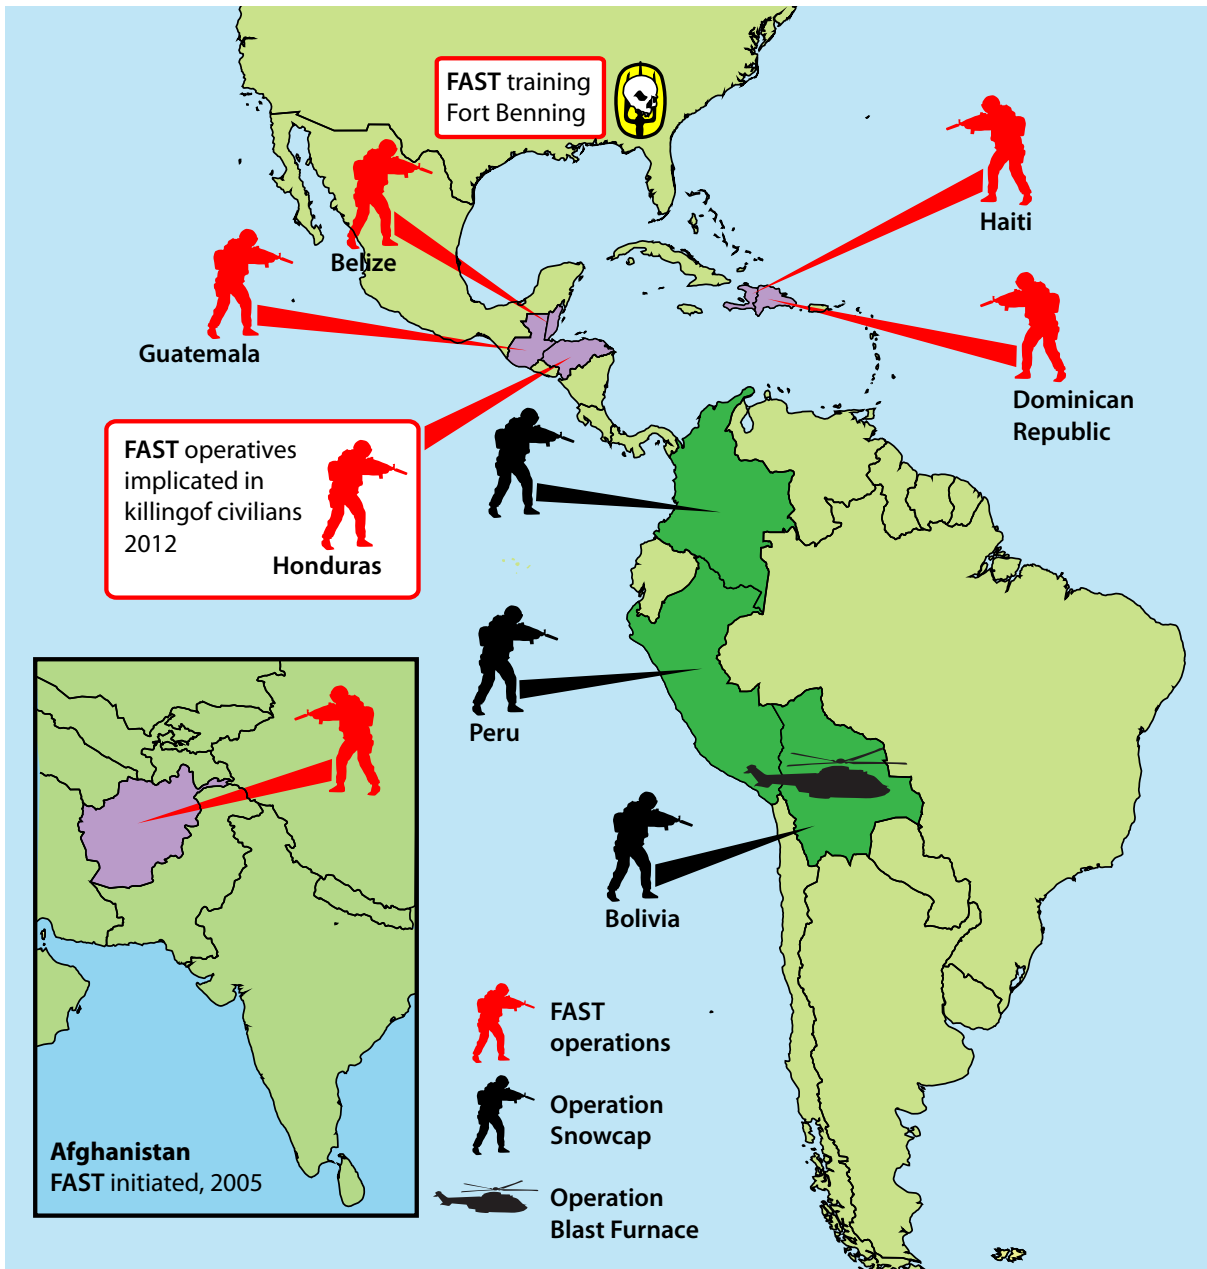 FAST training
Fort Benning
Haiti
Belize
Guatemala
Dominican
Republic
FAST operatives
implicated in
killingof civilians
2012
Honduras
Peru
Bolivia
Afghanistan
FAST initiated, 2005
FAST
operations
Operation
Snowcap
Operation
Blast Furnace